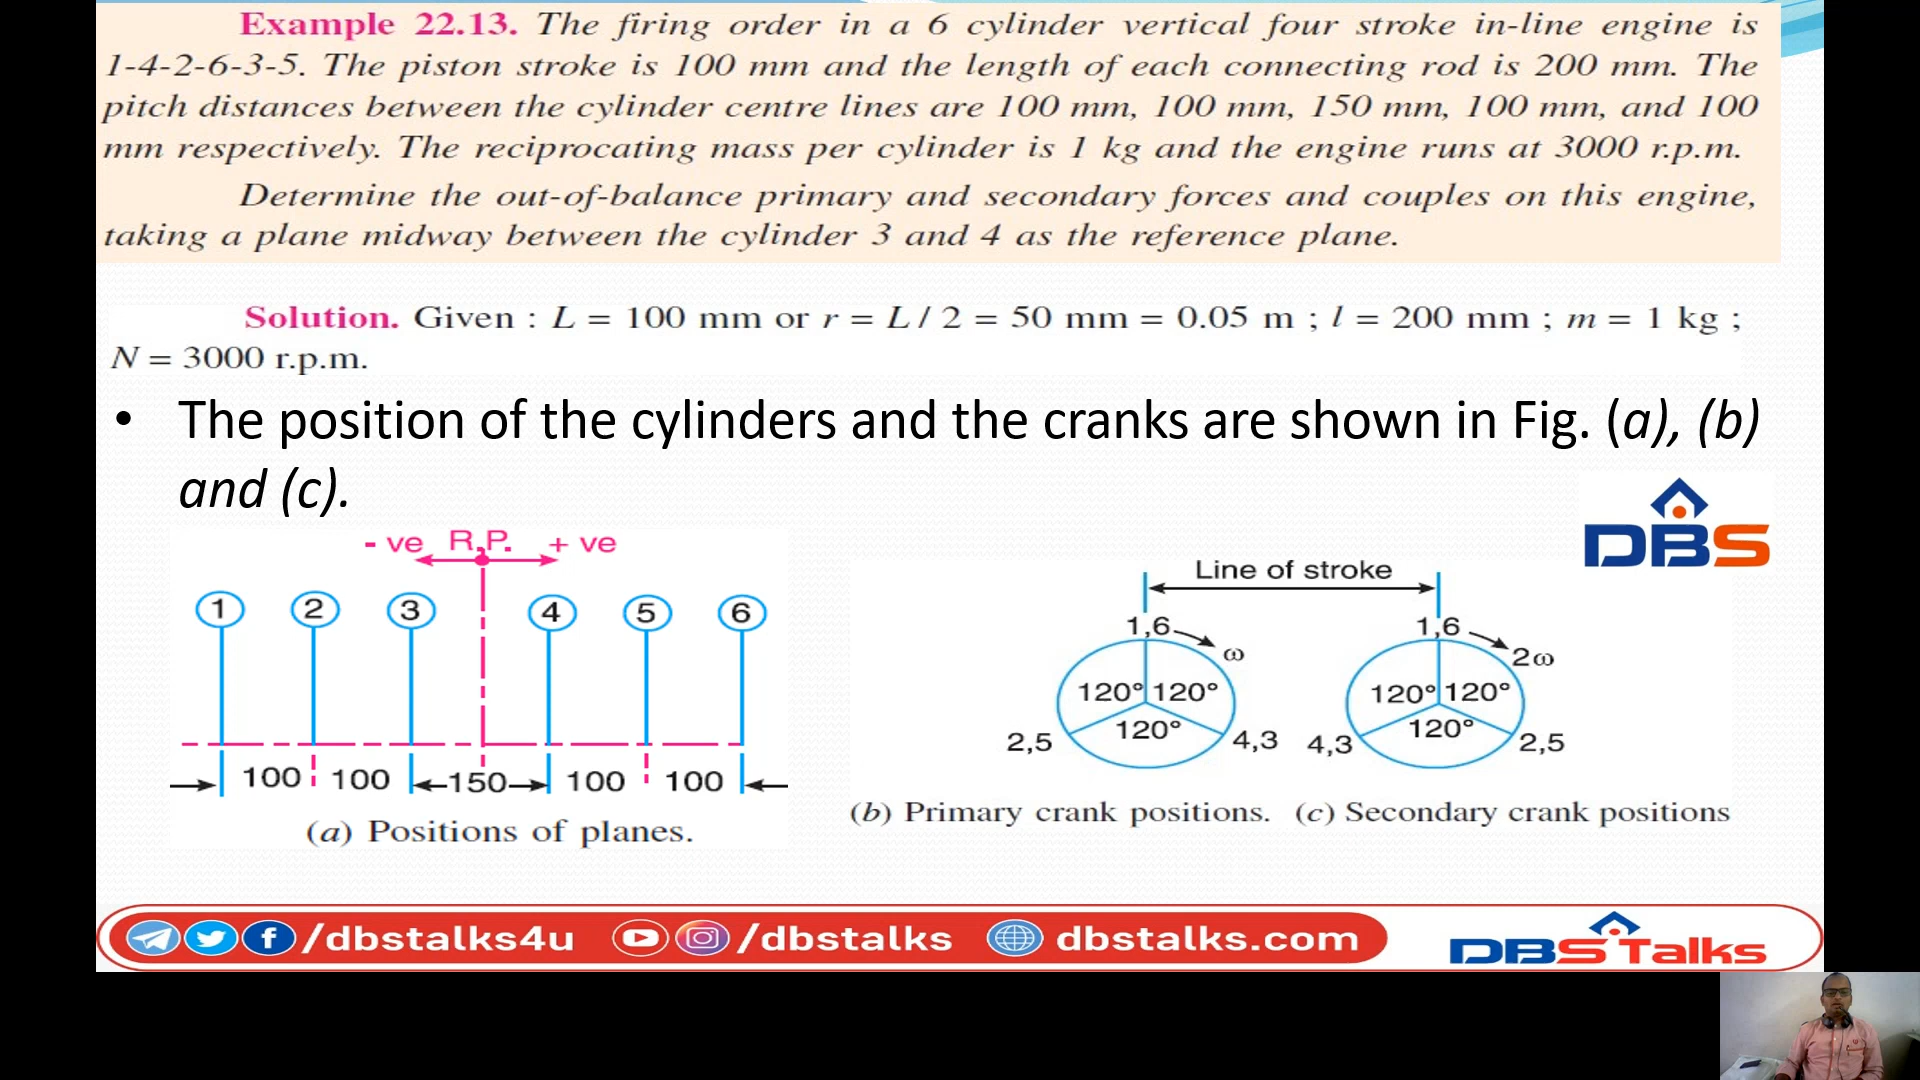 Example 22.13. The firing order in a 6 cylinder vertical four stroke in-line engine is
1-4-2-6-3-5. The piston stroke is 100 mm and the length of each connecting rod is 200 mm. The
pitch distances between the cylinder centre lines are 100 mm, 100 mm, 150 mm, 100 mm, and 100
mm respectively. The reciprocating mass per cylinder is 1 kg and the engine runs at 3000 r.p.m.
Determine the out-of-balance primary and secondary forces and couples on this engine,
taking a plane midway between the cylinder 3 and 4 as the reference plane.
Solution. Given : L = 100 mm or r = L / 2 = 50 mm = 0.05 m ; l = 200 mm ; m = 1 kg ;
N = 3000 r.p.m.
• The position of the cylinders and the cranks are shown in Fig. (a), (b)
and (c).
DBS
- ve R.P. + ve
1 2 3 4 5 6
100 100 150 100 100
(a) Positions of planes.
Line of stroke
1,6 1,6
ω 2ω
120° 120° 120° 120°
120° 120°
2,5 4,3 4,3 2,5
(b) Primary crank positions. (c) Secondary crank positions
/dbstalks4u /dbstalks dbstalks.com
DBS Talks